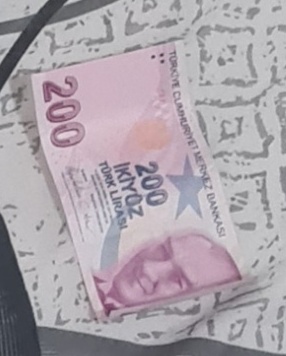 TÜRKİYE CUMHURİYET MERKEZ BANKASI
200
200
İKİYÜZ
TÜRK LİRASI